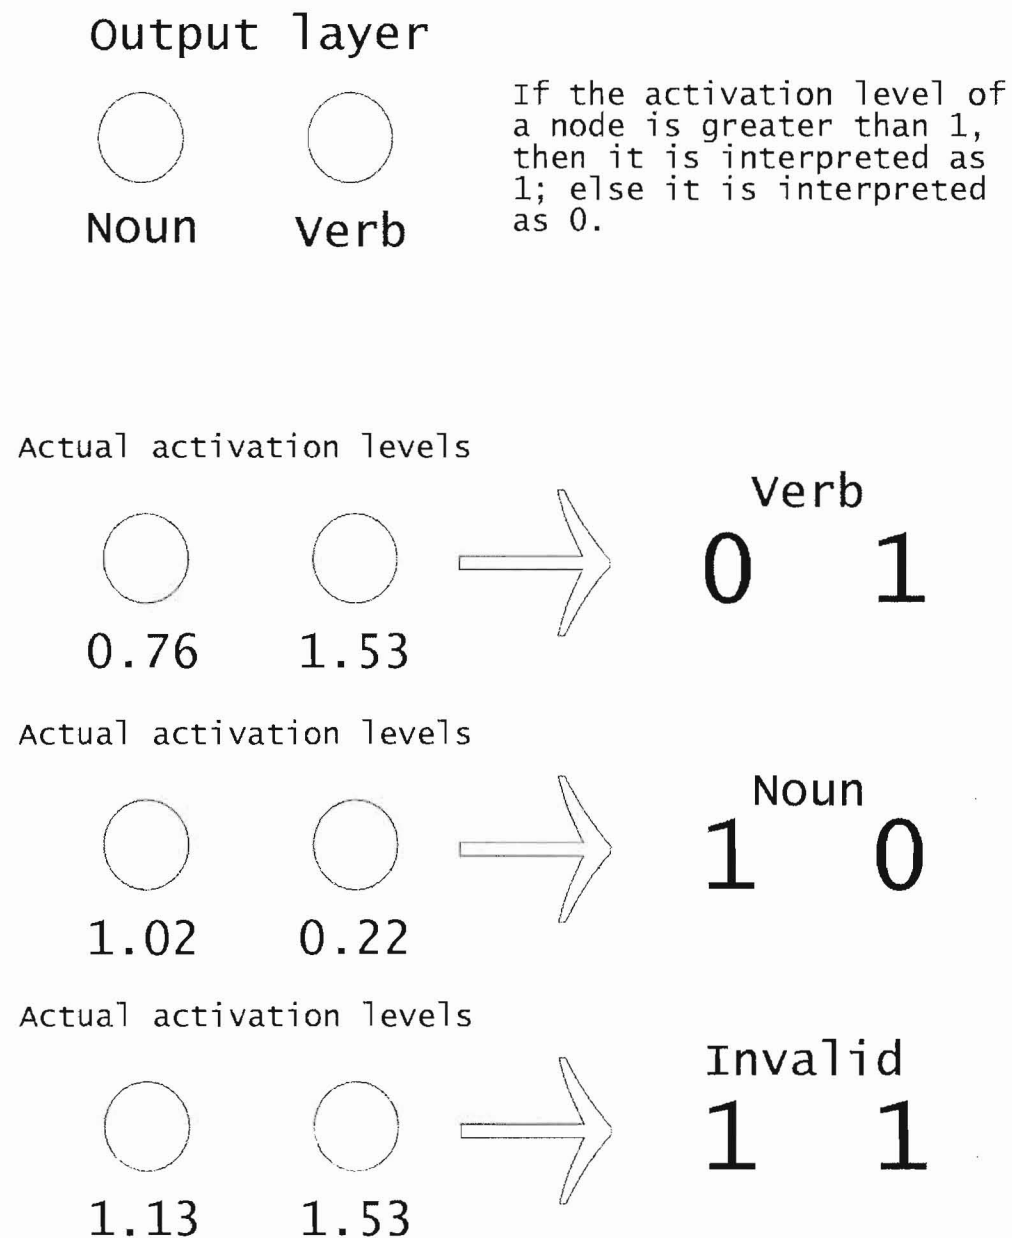 Output layer
Noun Verb
If the activation level of
a node is greater than 1,
then it is interpreted as
1; else it is interpreted
as 0.
Actual activation levels
0.76 1.53
Verb
0 1
Actual activation levels
1.02 0.22
Noun
1 0
Actual activation levels
1.13 1.53
Invalid
1 1